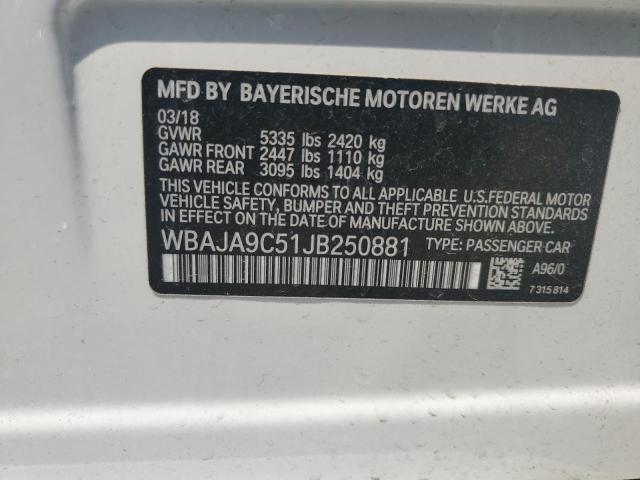 MFD BY BAYERISCHE MOTOREN WERKE AG
03/18
GVWR 5335 lbs 2420 kg
GAWR FRONT 2447 lbs 1110 kg
GAWR REAR 3095 lbs 1404 kg
THIS VEHICLE CONFORMS TO ALL APPLICABLE U.S.FEDERAL MOTOR
VEHICLE SAFETY, BUMPER AND THEFT PREVENTION STANDARDS
IN EFFECT ON THE DATE OF MANUFACTURE SHOWN ABOVE.
WBAJA9C51JB250881 TYPE: PASSENGER CAR
A96/0
7315814